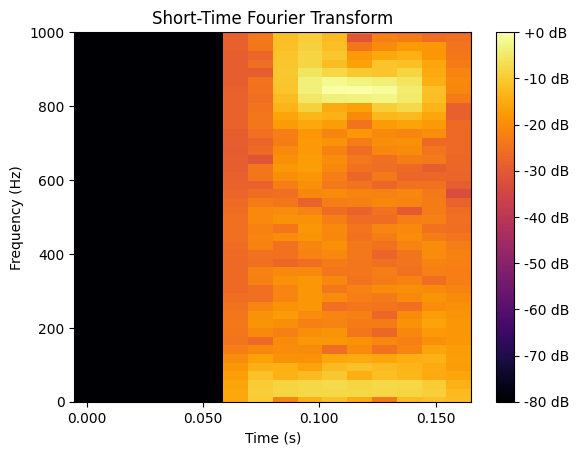 Short-Time Fourier Transform
1000
800
600
400
200
0
Frequency (Hz)
0.000
0.050
0.100
0.150
Time (s)
+0 dB
-10 dB
-20 dB
-30 dB
-40 dB
-50 dB
-60 dB
-70 dB
-80 dB